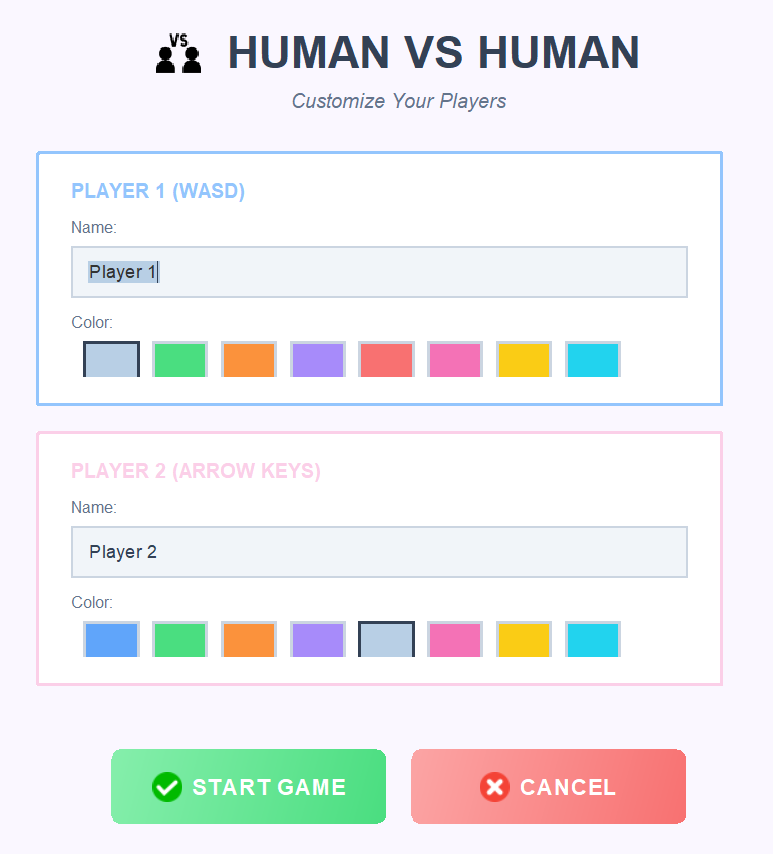 VS
HUMAN VS HUMAN
Customize Your Players
PLAYER 1 (WASD)
Name:
Player 1
Color:
PLAYER 2 (ARROW KEYS)
Name:
Player 2
Color:
START GAME
CANCEL